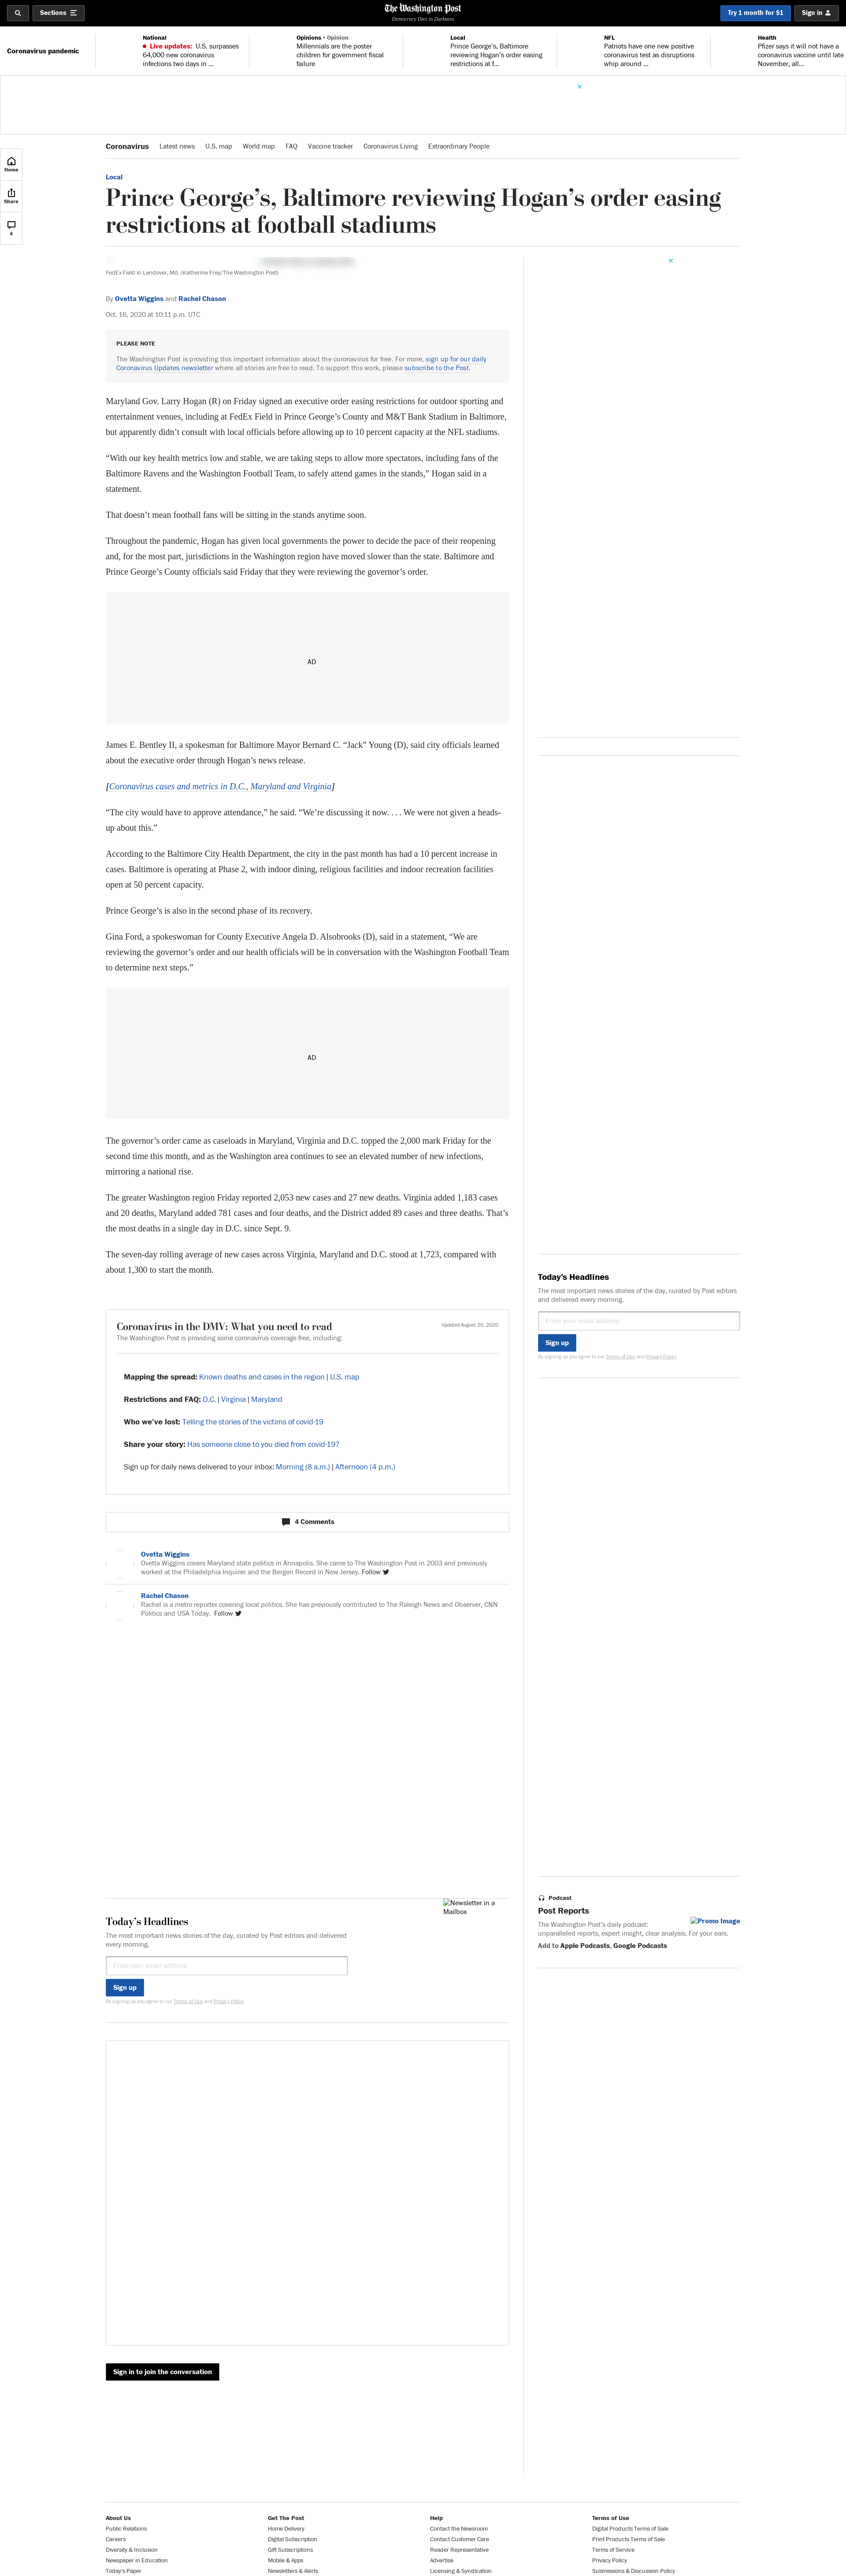 Sections
The Washington Post
Democracy Dies in Darkness
Try 1 month for $1
Sign in
Coronavirus pandemic
National
Live updates: U.S. surpasses
64,000 new coronavirus
infections two days in ...
Opinions • Opinion
Millennials are the poster
children for government fiscal
failure
Local
Prince George's, Baltimore
reviewing Hogan's order easing
restrictions at f...
NFL
Patriots have one new positive
coronavirus test as disruptions
whip around ...
Health
Pfizer says it will not have a
coronavirus vaccine until late
November, all...
Home
Share
4
Coronavirus
Latest news
U.S. map
World map
FAQ
Vaccine tracker
Coronavirus Living
Extraordinary People
Local
Prince George's, Baltimore reviewing Hogan's order easing
restrictions at football stadiums
FedEx Field in Landover, Md. (Katherine Frey/The Washington Post)
By Ovetta Wiggins and Rachel Chason
Oct. 16, 2020 at 10:11 p.m. UTC
PLEASE NOTE
The Washington Post is providing this important information about the coronavirus for free. For more, sign up for our daily
Coronavirus Updates newsletter where all stories are free to read. To support this work, please subscribe to the Post.
Maryland Gov. Larry Hogan (R) on Friday signed an executive order easing restrictions for outdoor sporting and
entertainment venues, including at FedEx Field in Prince George's County and M&T Bank Stadium in Baltimore,
but apparently didn't consult with local officials before allowing up to 10 percent capacity at the NFL stadiums.
“With our key health metrics low and stable, we are taking steps to allow more spectators, including fans of the
Baltimore Ravens and the Washington Football Team, to safely attend games in the stands,” Hogan said in a
statement.
That doesn't mean football fans will be sitting in the stands anytime soon.
Throughout the pandemic, Hogan has given local governments the power to decide the pace of their reopening
and, for the most part, jurisdictions in the Washington region have moved slower than the state. Baltimore and
Prince George's County officials said Friday that they were reviewing the governor's order.
AD
James E. Bentley II, a spokesman for Baltimore Mayor Bernard C. “Jack” Young (D), said city officials learned
about the executive order through Hogan's news release.
[Coronavirus cases and metrics in D.C., Maryland and Virginia]
“The city would have to approve attendance,” he said. “We're discussing it now. . . . We were not given a heads-
up about this.”
According to the Baltimore City Health Department, the city in the past month has had a 10 percent increase in
cases. Baltimore is operating at Phase 2, with indoor dining, religious facilities and indoor recreation facilities
open at 50 percent capacity.
Prince George's is also in the second phase of its recovery.
Gina Ford, a spokeswoman for County Executive Angela D. Alsobrooks (D), said in a statement, “We are
reviewing the governor's order and our health officials will be in conversation with the Washington Football Team
to determine next steps.”
AD
The governor's order came as caseloads in Maryland, Virginia and D.C. topped the 2,000 mark Friday for the
second time this month, and as the Washington area continues to see an elevated number of new infections,
mirroring a national rise.
The greater Washington region Friday reported 2,053 new cases and 27 new deaths. Virginia added 1,183 cases
and 20 deaths, Maryland added 781 cases and four deaths, and the District added 89 cases and three deaths. That's
the most deaths in a single day in D.C. since Sept. 9.
The seven-day rolling average of new cases across Virginia, Maryland and D.C. stood at 1,723, compared with
about 1,300 to start the month.
Coronavirus in the DMV: What you need to read
Updated August 20, 2020
The Washington Post is providing some coronavirus coverage free, including:
Mapping the spread: Known deaths and cases in the region | U.S. map
Restrictions and FAQ: D.C. | Virginia | Maryland
Who we've lost: Telling the stories of the victims of covid-19
Share your story: Has someone close to you died from covid-19?
Sign up for daily news delivered to your inbox: Morning (8 a.m.) | Afternoon (4 p.m.)
4 Comments
Ovetta Wiggins
Ovetta Wiggins covers Maryland state politics in Annapolis. She came to The Washington Post in 2003 and previously
worked at the Philadelphia Inquirer and the Bergen Record in New Jersey. Follow
Rachel Chason
Rachel is a metro reporter covering local politics. She has previously contributed to The Raleigh News and Observer, CNN
Politics and USA Today. Follow
Newsletter in a
Mailbox
Today's Headlines
The most important news stories of the day, curated by Post editors and delivered
every morning.
Enter your email address
Sign up
By signing up you agree to our Terms of Use and Privacy Policy
Sign in to join the conversation
Today's Headlines
The most important news stories of the day, curated by Post editors
and delivered every morning.
Enter your email address
Sign up
By signing up you agree to our Terms of Use and Privacy Policy
Podcast
Post Reports
Promo Image
The Washington Post's daily podcast:
unparalleled reports, expert insight, clear analysis. For your ears.
Add to Apple Podcasts, Google Podcasts
About Us
Public Relations
Careers
Diversity & Inclusion
Newspaper in Education
Today's Paper
Get The Post
Home Delivery
Digital Subscription
Gift Subscriptions
Mobile & Apps
Newsletters & Alerts
Help
Contact the Newsroom
Contact Customer Care
Reader Representative
Advertise
Licensing & Syndication
Terms of Use
Digital Products Terms of Sale
Print Products Terms of Sale
Terms of Service
Privacy Policy
Submissions & Discussion Policy